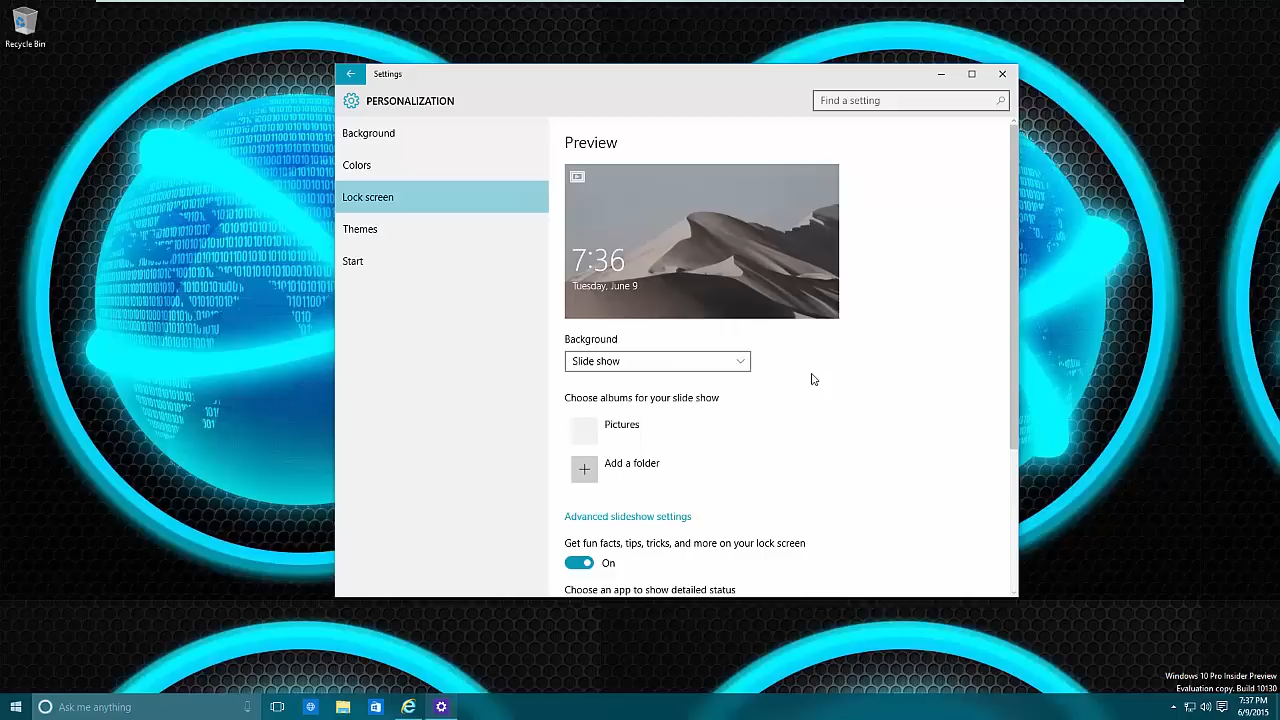 Recycle Bin
Settings
PERSONALIZATION
Find a setting
Background
Colors
Lock screen
Themes
Start
Preview
7:36
Tuesday, June 9
Background
Slide show
Choose albums for your slide show
Pictures
Add a folder
Advanced slideshow settings
Get fun facts, tips, tricks, and more on your lock screen
On
Choose an app to show detailed status
Windows 10 Pro Insider Preview
Evaluation copy. Build 10130
Ask me anything
7:37 PM
6/9/2015